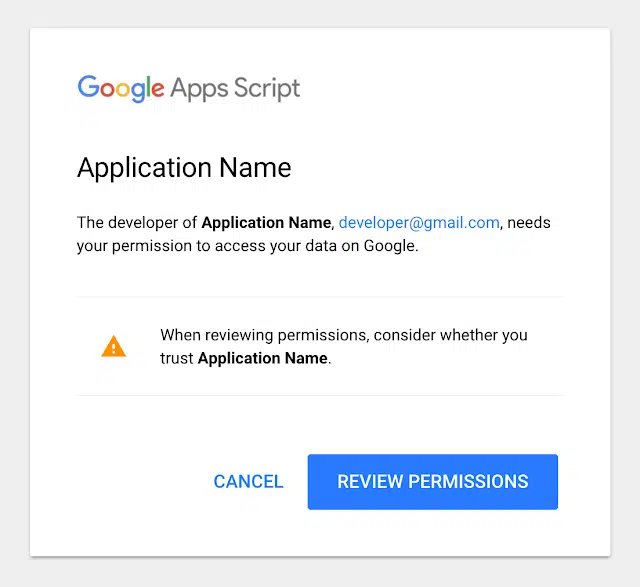 Google Apps Script
Application Name
The developer of Application Name, developer@gmail.com, needs
your permission to access your data on Google.
When reviewing permissions, consider whether you
trust Application Name.
CANCEL
REVIEW PERMISSIONS